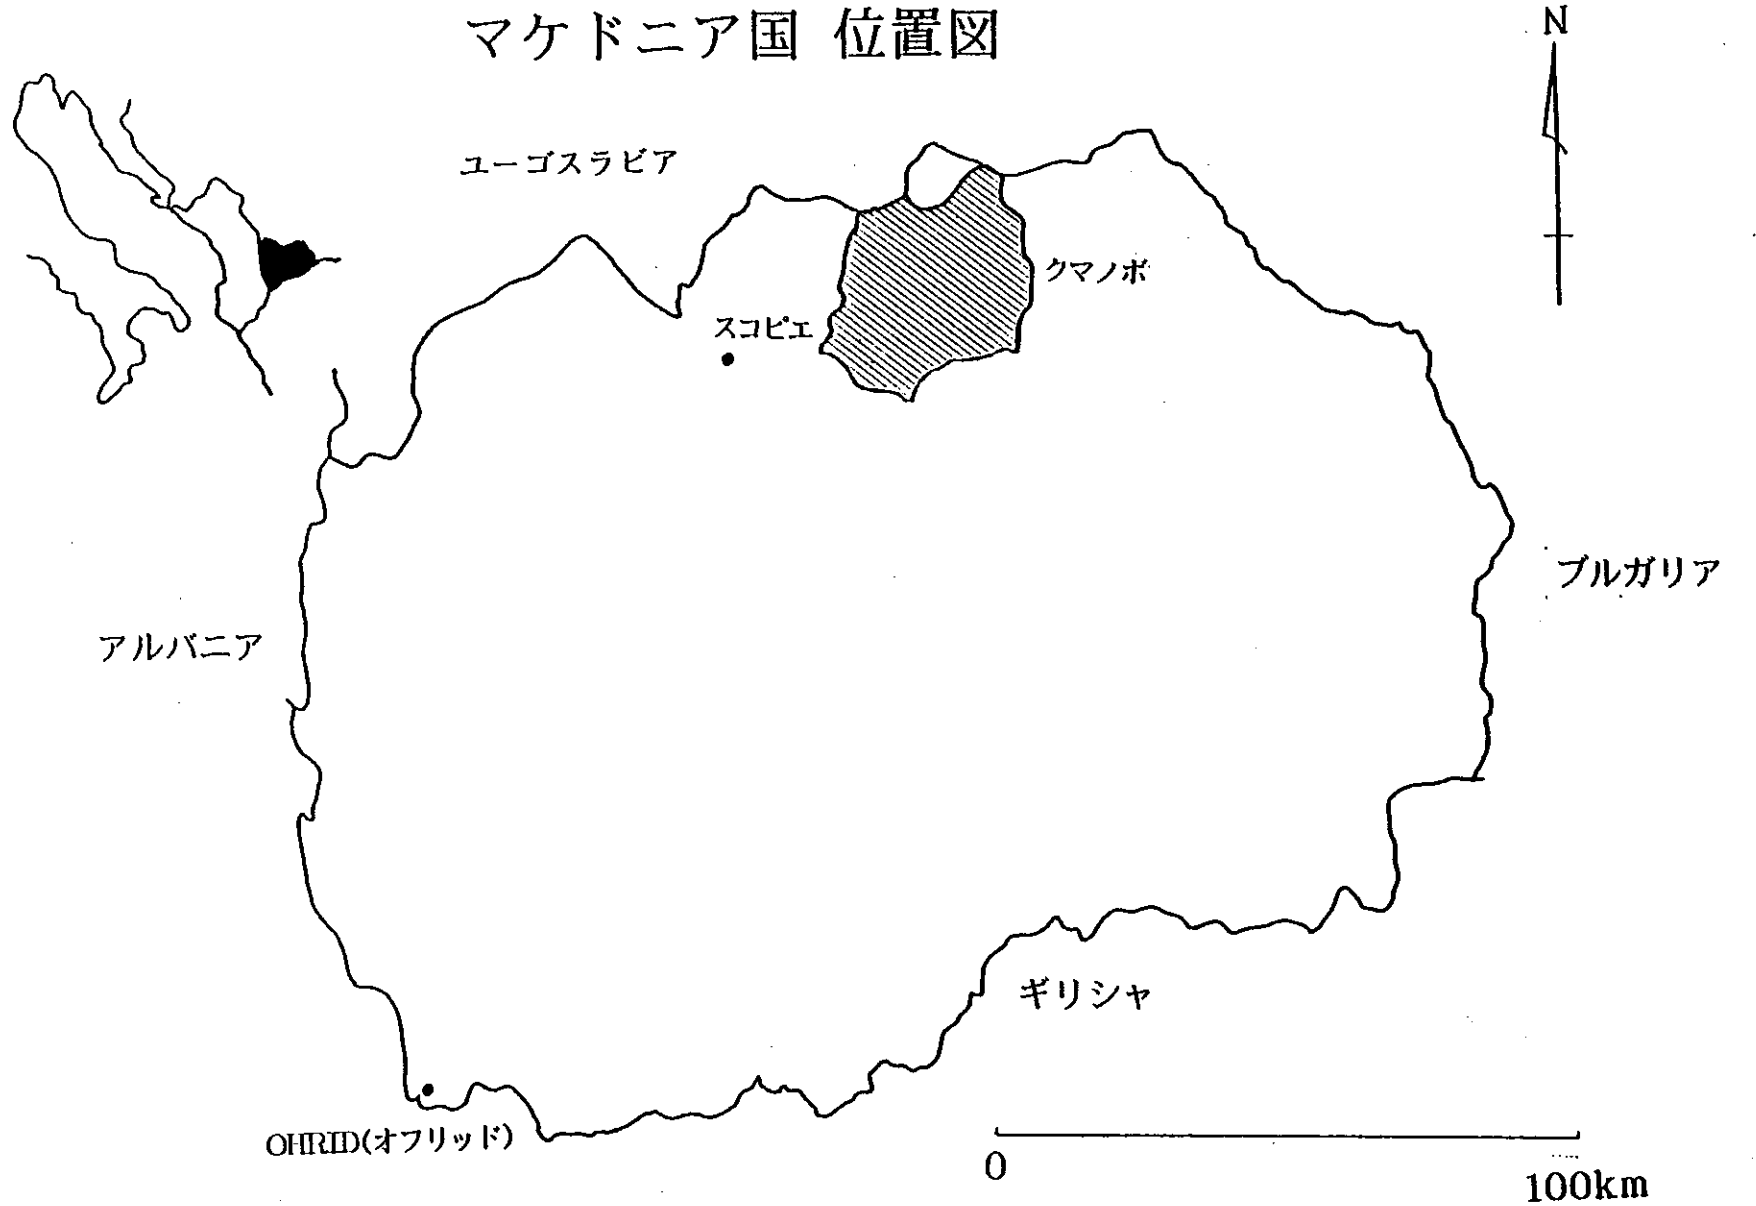 マケドニア国 位置図
N
ユーゴスラビア
クマノボ
スコピエ
ブルガリア
アルバニア
ギリシャ
OHRID(オフリッド)
0
100km